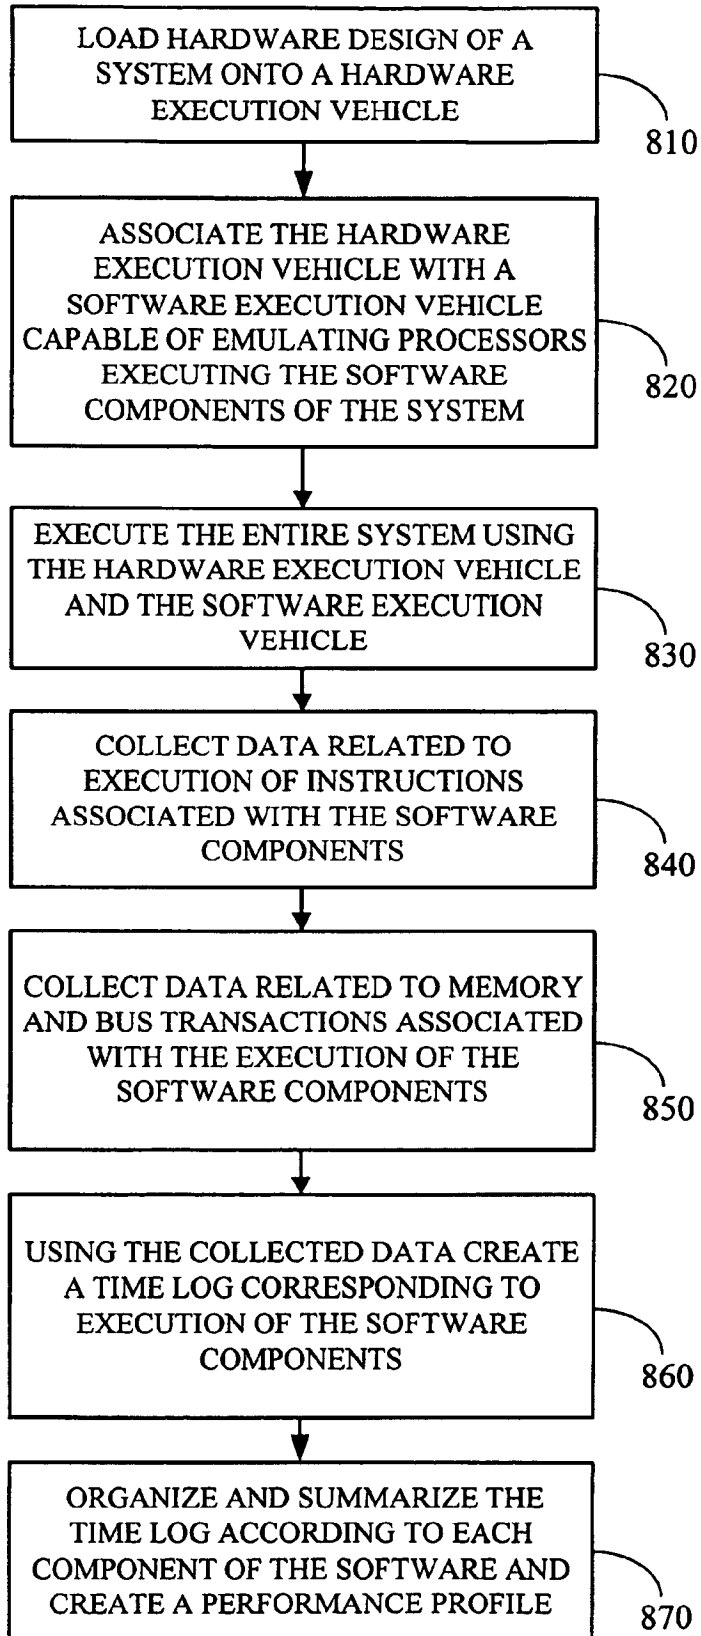 LOAD HARDWARE DESIGN OF A
SYSTEM ONTO A HARDWARE
EXECUTION VEHICLE
810
ASSOCIATE THE HARDWARE
EXECUTION VEHICLE WITH A
SOFTWARE EXECUTION VEHICLE
CAPABLE OF EMULATING PROCESSORS
EXECUTING THE SOFTWARE
COMPONENTS OF THE SYSTEM
820
EXECUTE THE ENTIRE SYSTEM USING
THE HARDWARE EXECUTION VEHICLE
AND THE SOFTWARE EXECUTION
VEHICLE
830
COLLECT DATA RELATED TO
EXECUTION OF INSTRUCTIONS
ASSOCIATED WITH THE SOFTWARE
COMPONENTS
840
COLLECT DATA RELATED TO MEMORY
AND BUS TRANSACTIONS ASSOCIATED
WITH THE EXECUTION OF THE
SOFTWARE COMPONENTS
850
USING THE COLLECTED DATA CREATE
A TIME LOG CORRESPONDING TO
EXECUTION OF THE SOFTWARE
COMPONENTS
860
ORGANIZE AND SUMMARIZE THE
TIME LOG ACCORDING TO EACH
COMPONENT OF THE SOFTWARE AND
CREATE A PERFORMANCE PROFILE
870